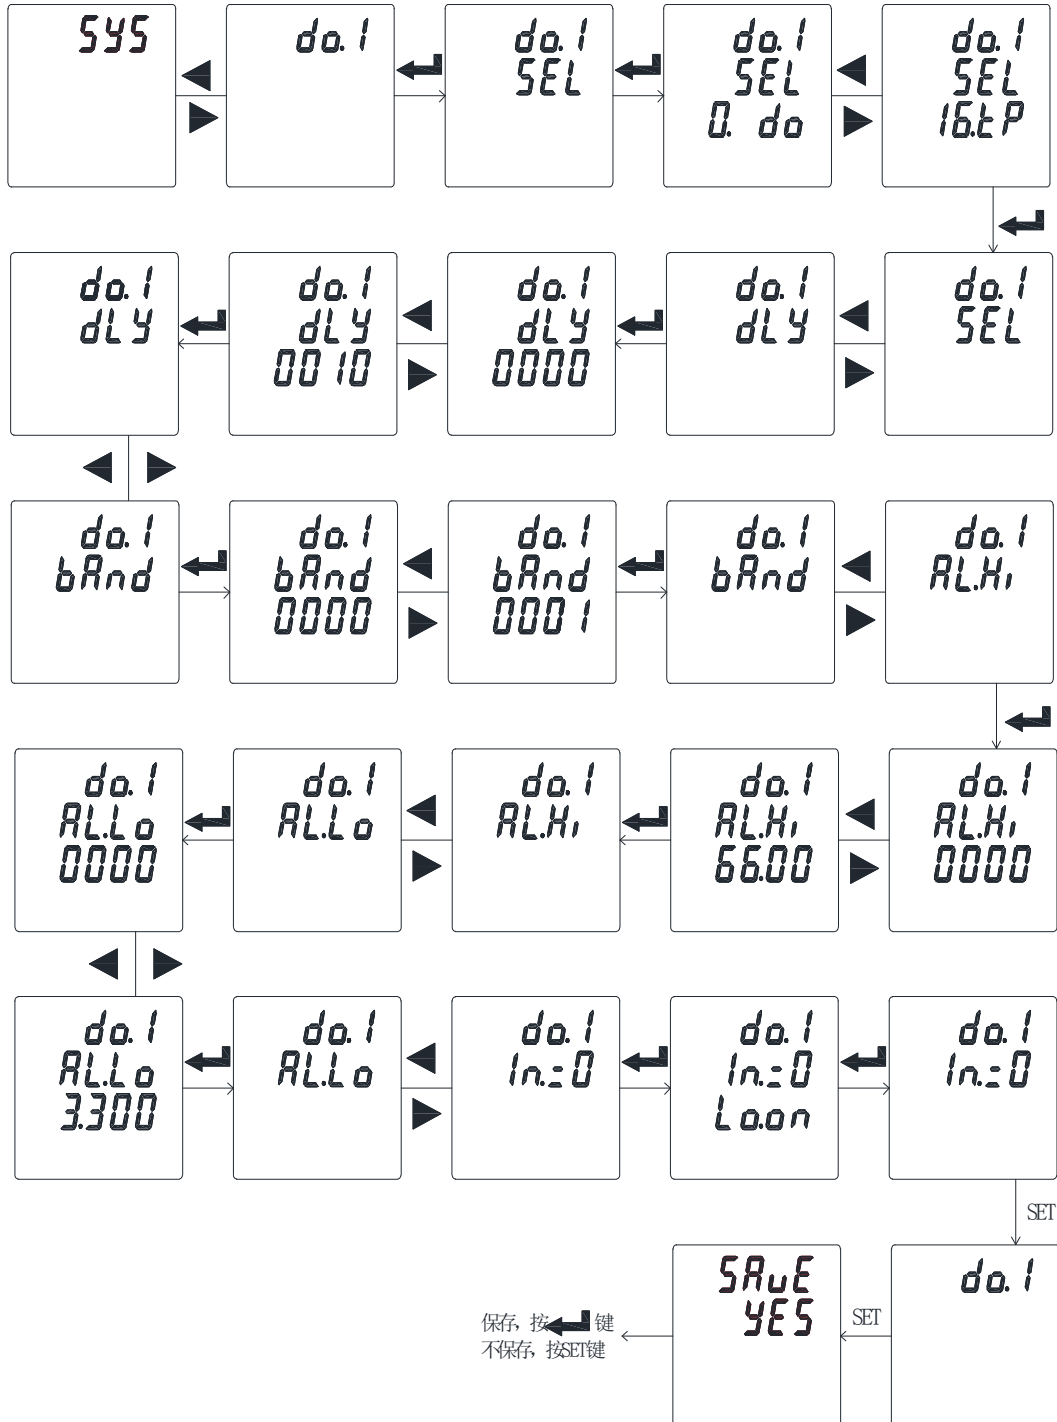 SYS
do.1
do.1
SEL
do.1
SEL
0. do
do.1
SEL
16.tP
do.1
dLY
do.1
dLY
0010
do.1
dLY
0000
do.1
dLY
do.1
SEL
do.1
bAnd
do.1
bAnd
0000
do.1
bAnd
0001
do.1
bAnd
do.1
AL.Hi
do.1
AL.Lo
0000
do.1
AL.Lo
do.1
AL.Hi
do.1
AL.Hi
66.00
do.1
AL.Hi
0000
do.1
AL.Lo
3.300
do.1
AL.Lo
do.1
In.=0
do.1
In.=0
Lo.on
do.1
In.=0
SET
SAvE
YES
SET
do.1
保存，按 键
不保存，按SET键